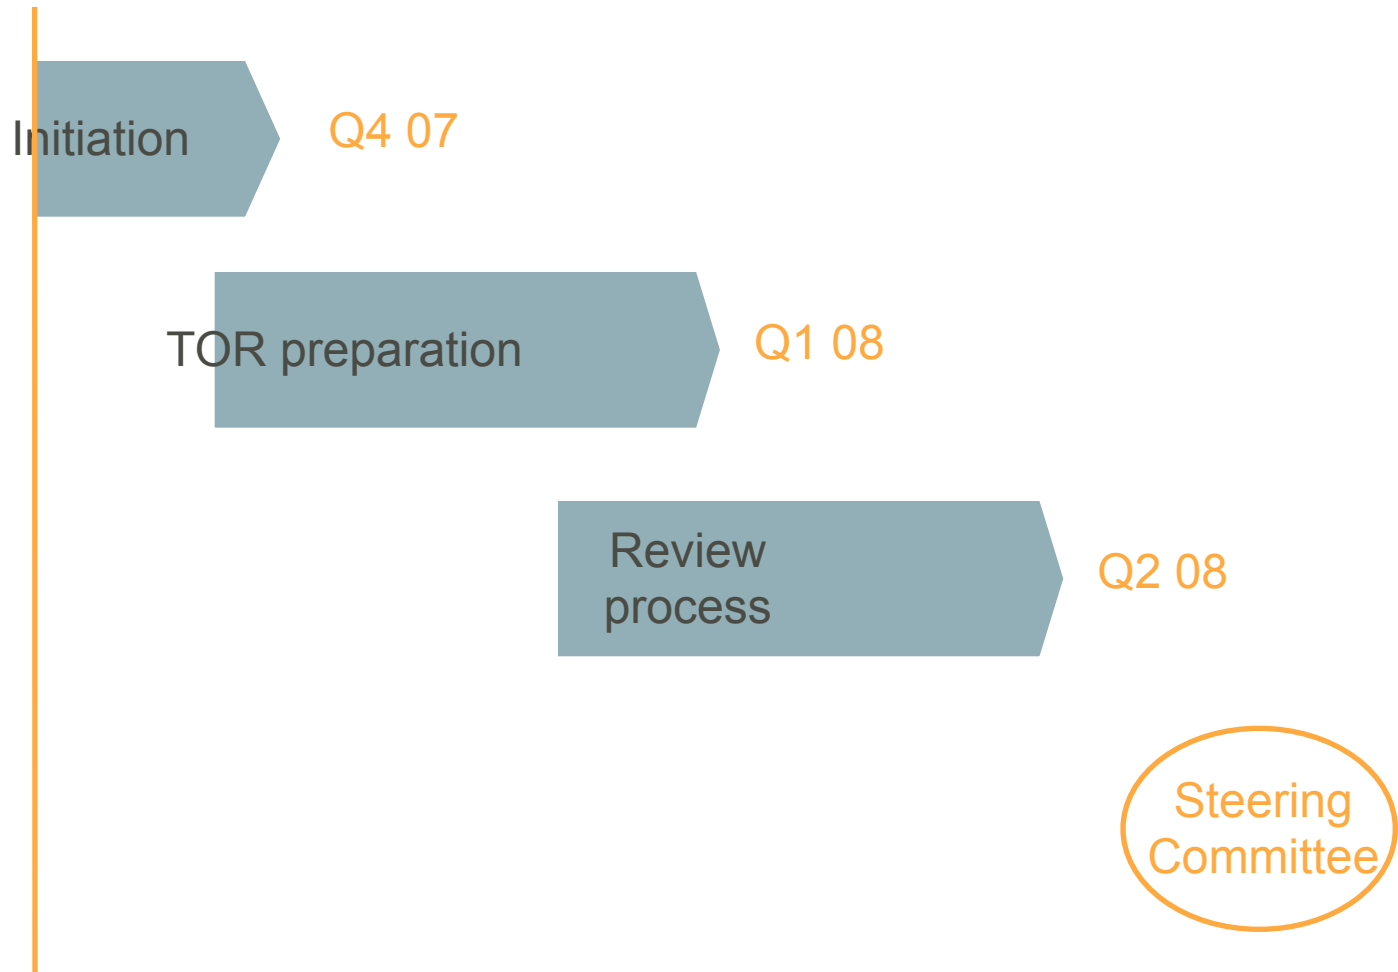 Initiation
Q4 07
TOR preparation
Q1 08
Review
process
Q2 08
Steering
Committee